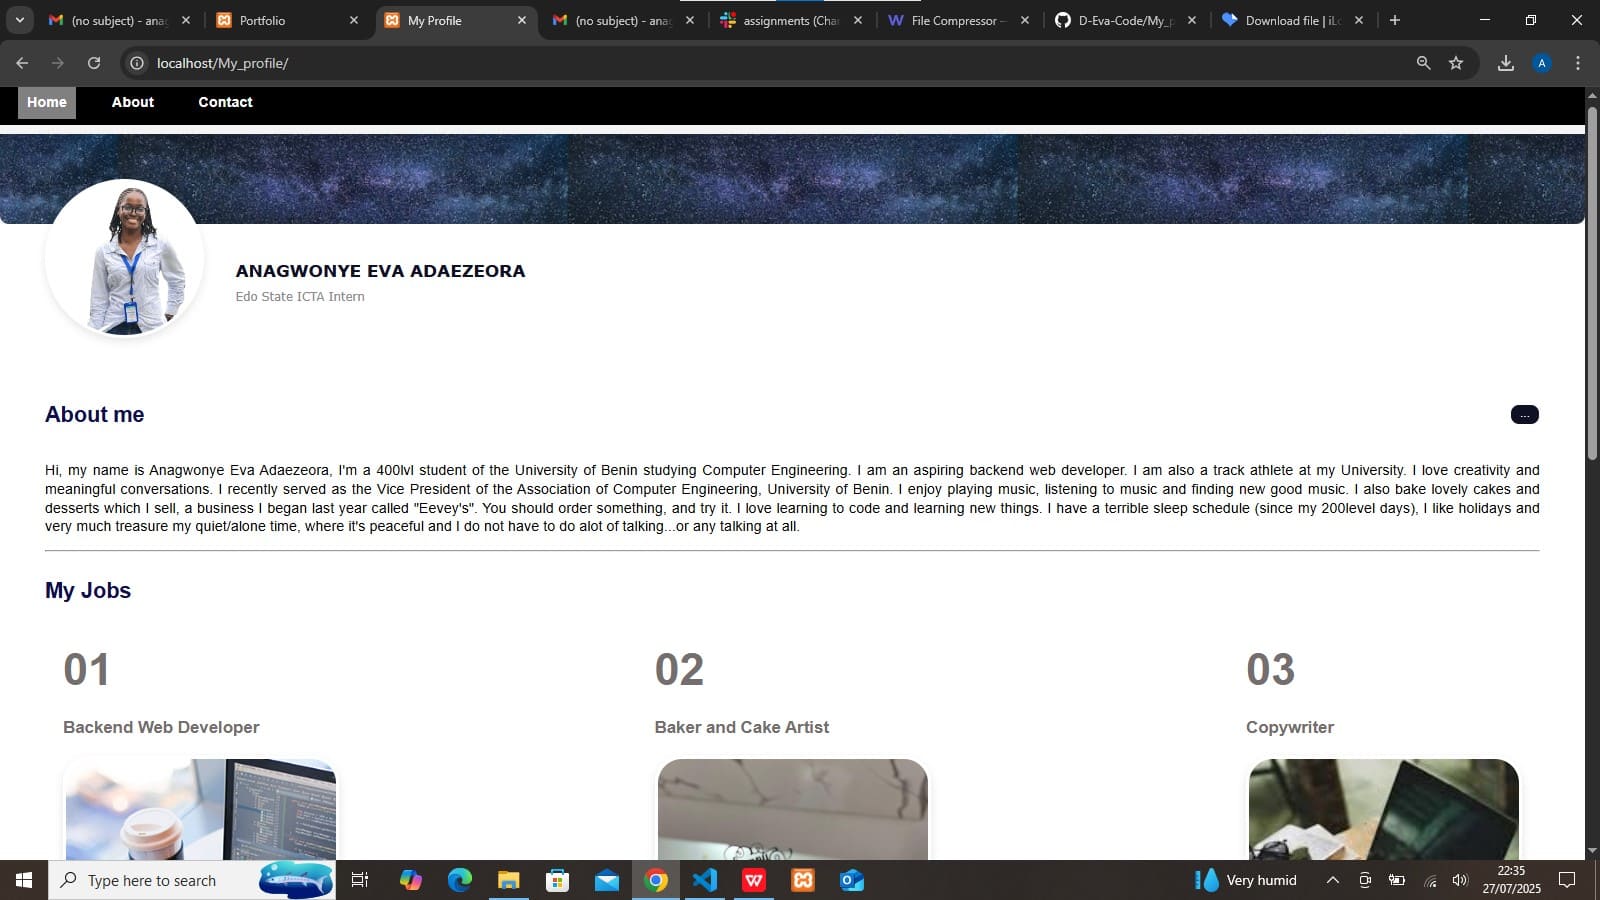 (no subject) - anag
Portfolio
My Profile
(no subject) - anag
assignments (Chan
File Compressor –
D-Eva-Code/My_p
Download file | iLo
localhost/My_profile/
A
Home
About
Contact
ANAGWONYE EVA ADAEZEORA
Edo State ICTA Intern
About me
...
Hi, my name is Anagwonye Eva Adaezeora, I'm a 400lvl student of the University of Benin studying Computer Engineering. I am an aspiring backend web developer. I am also a track athlete at my University. I love creativity and
meaningful conversations. I recently served as the Vice President of the Association of Computer Engineering, University of Benin. I enjoy playing music, listening to music and finding new good music. I also bake lovely cakes and
desserts which I sell, a business I began last year called "Eevey's". You should order something, and try it. I love learning to code and learning new things. I have a terrible sleep schedule (since my 200level days), I like holidays and
very much treasure my quiet/alone time, where it's peaceful and I do not have to do alot of talking...or any talking at all.
My Jobs
01
02
03
Backend Web Developer
Baker and Cake Artist
Copywriter
Type here to search
Very humid
22:35
27/07/2025